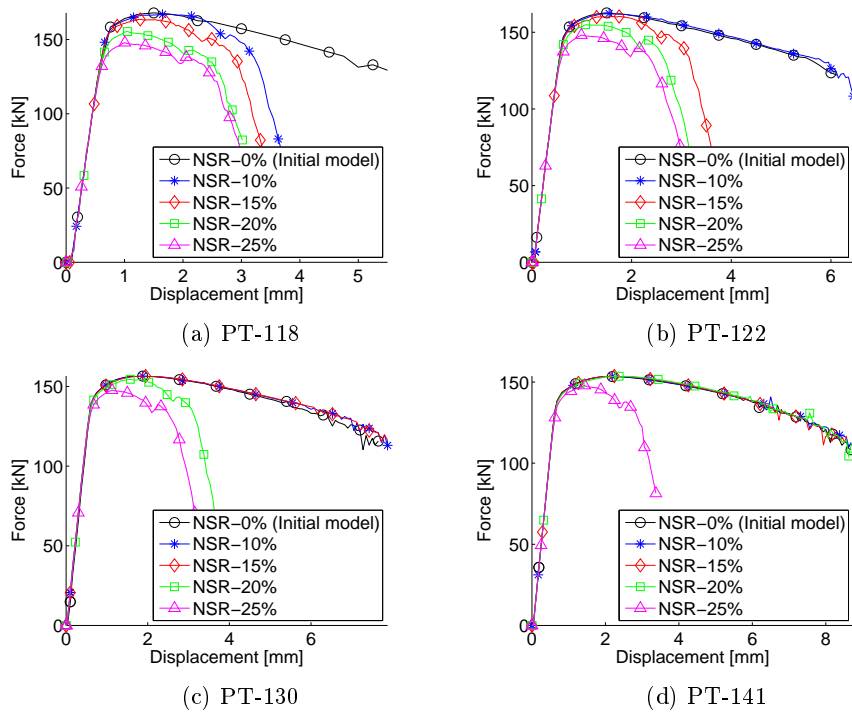 Force [kN]
150
100
50
0
NSR−0% (Initial model)
NSR−10%
NSR−15%
NSR−20%
NSR−25%
0 1 2 3 4 5
Displacement [mm]
(a) PT-118
Force [kN]
150
100
50
0
NSR−0% (Initial model)
NSR−10%
NSR−15%
NSR−20%
NSR−25%
0 2 4 6
Displacement [mm]
(b) PT-122
Force [kN]
150
100
50
0
NSR−0% (Initial model)
NSR−10%
NSR−15%
NSR−20%
NSR−25%
0 2 4 6
Displacement [mm]
(c) PT-130
Force [kN]
150
100
50
0
NSR−0% (Initial model)
NSR−10%
NSR−15%
NSR−20%
NSR−25%
0 2 4 6 8
Displacement [mm]
(d) PT-141